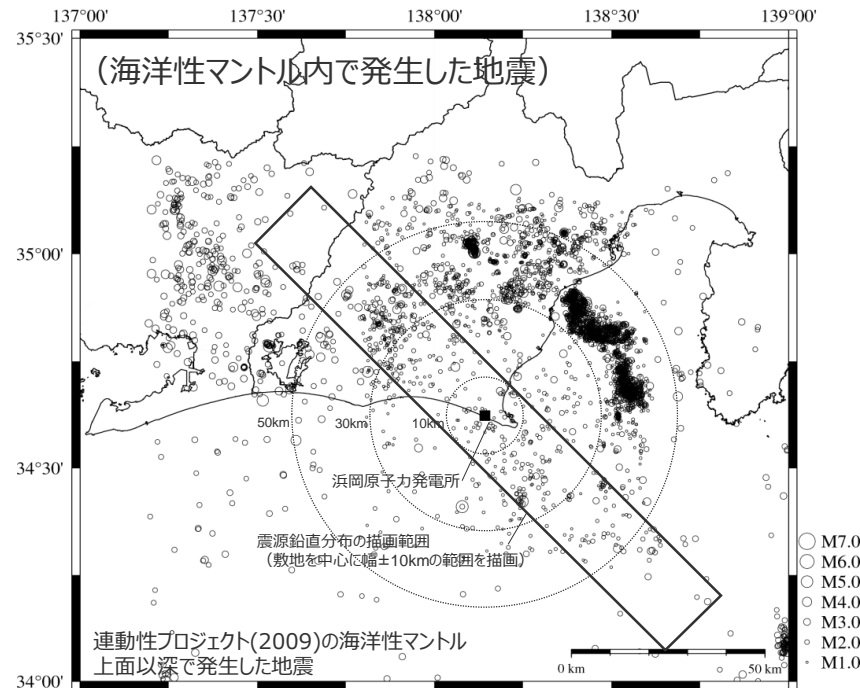 137°00' 137°30' 138°00' 138°30' 139°00'
35°30'
(海洋性マントル内で発生した地震)
35°00'
50km 30km 10km
34°30'
浜岡原子力発電所
震源鉛直分布の描画範囲
(敷地を中心に幅±10kmの範囲を描画)
M7.0
M6.0
M5.0
M4.0
M3.0
M2.0
M1.0
連動性プロジェクト(2009)の海洋性マントル
上面以深で発生した地震
0 km 50 km
34°00'